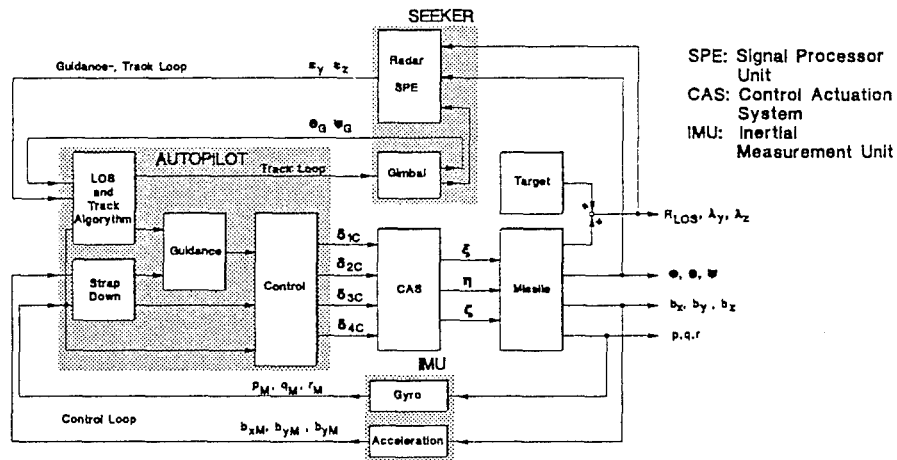 SEEKER
Radar
SPE
Guidance-, Track Loop
ε_y ε_z
SPE: Signal Processor
Unit
CAS: Control Actuation
System
IMU: Inertial
Measurement Unit
Θ_G Ψ_G
AUTOPILOT
LOS
and
Track
Algorythm
Track Loop
Gimbal
Target
+
+
R_LOS, λ_y, λ_z
Guidance
Strap
Down
Control
δ_1C
δ_2C
δ_3C
δ_4C
CAS
ξ
η
ζ
Missile
Φ, Θ, Ψ
b_x, b_y, b_z
p,q,r
IMU
p_M, q_M, r_M
Gyro
Control Loop
b_xM, b_yM, b_yM
Acceleration